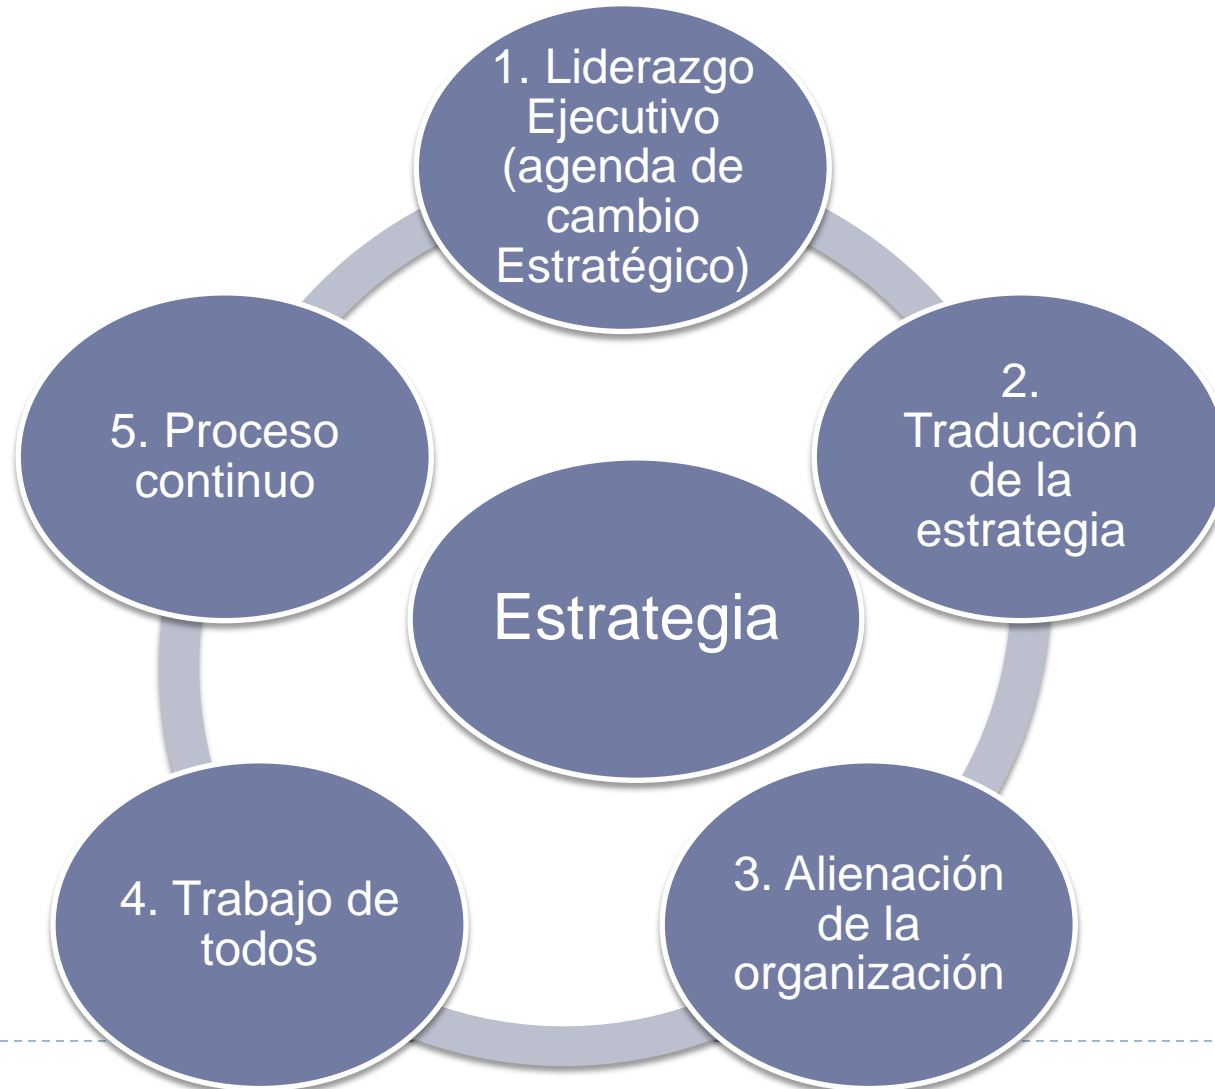 1. Liderazgo
Ejecutivo
(agenda de
cambio
Estratégico)
2.
Traducción
de la
estrategia
3. Alienación
de la
organización
4. Trabajo de
todos
5. Proceso
continuo
Estrategia